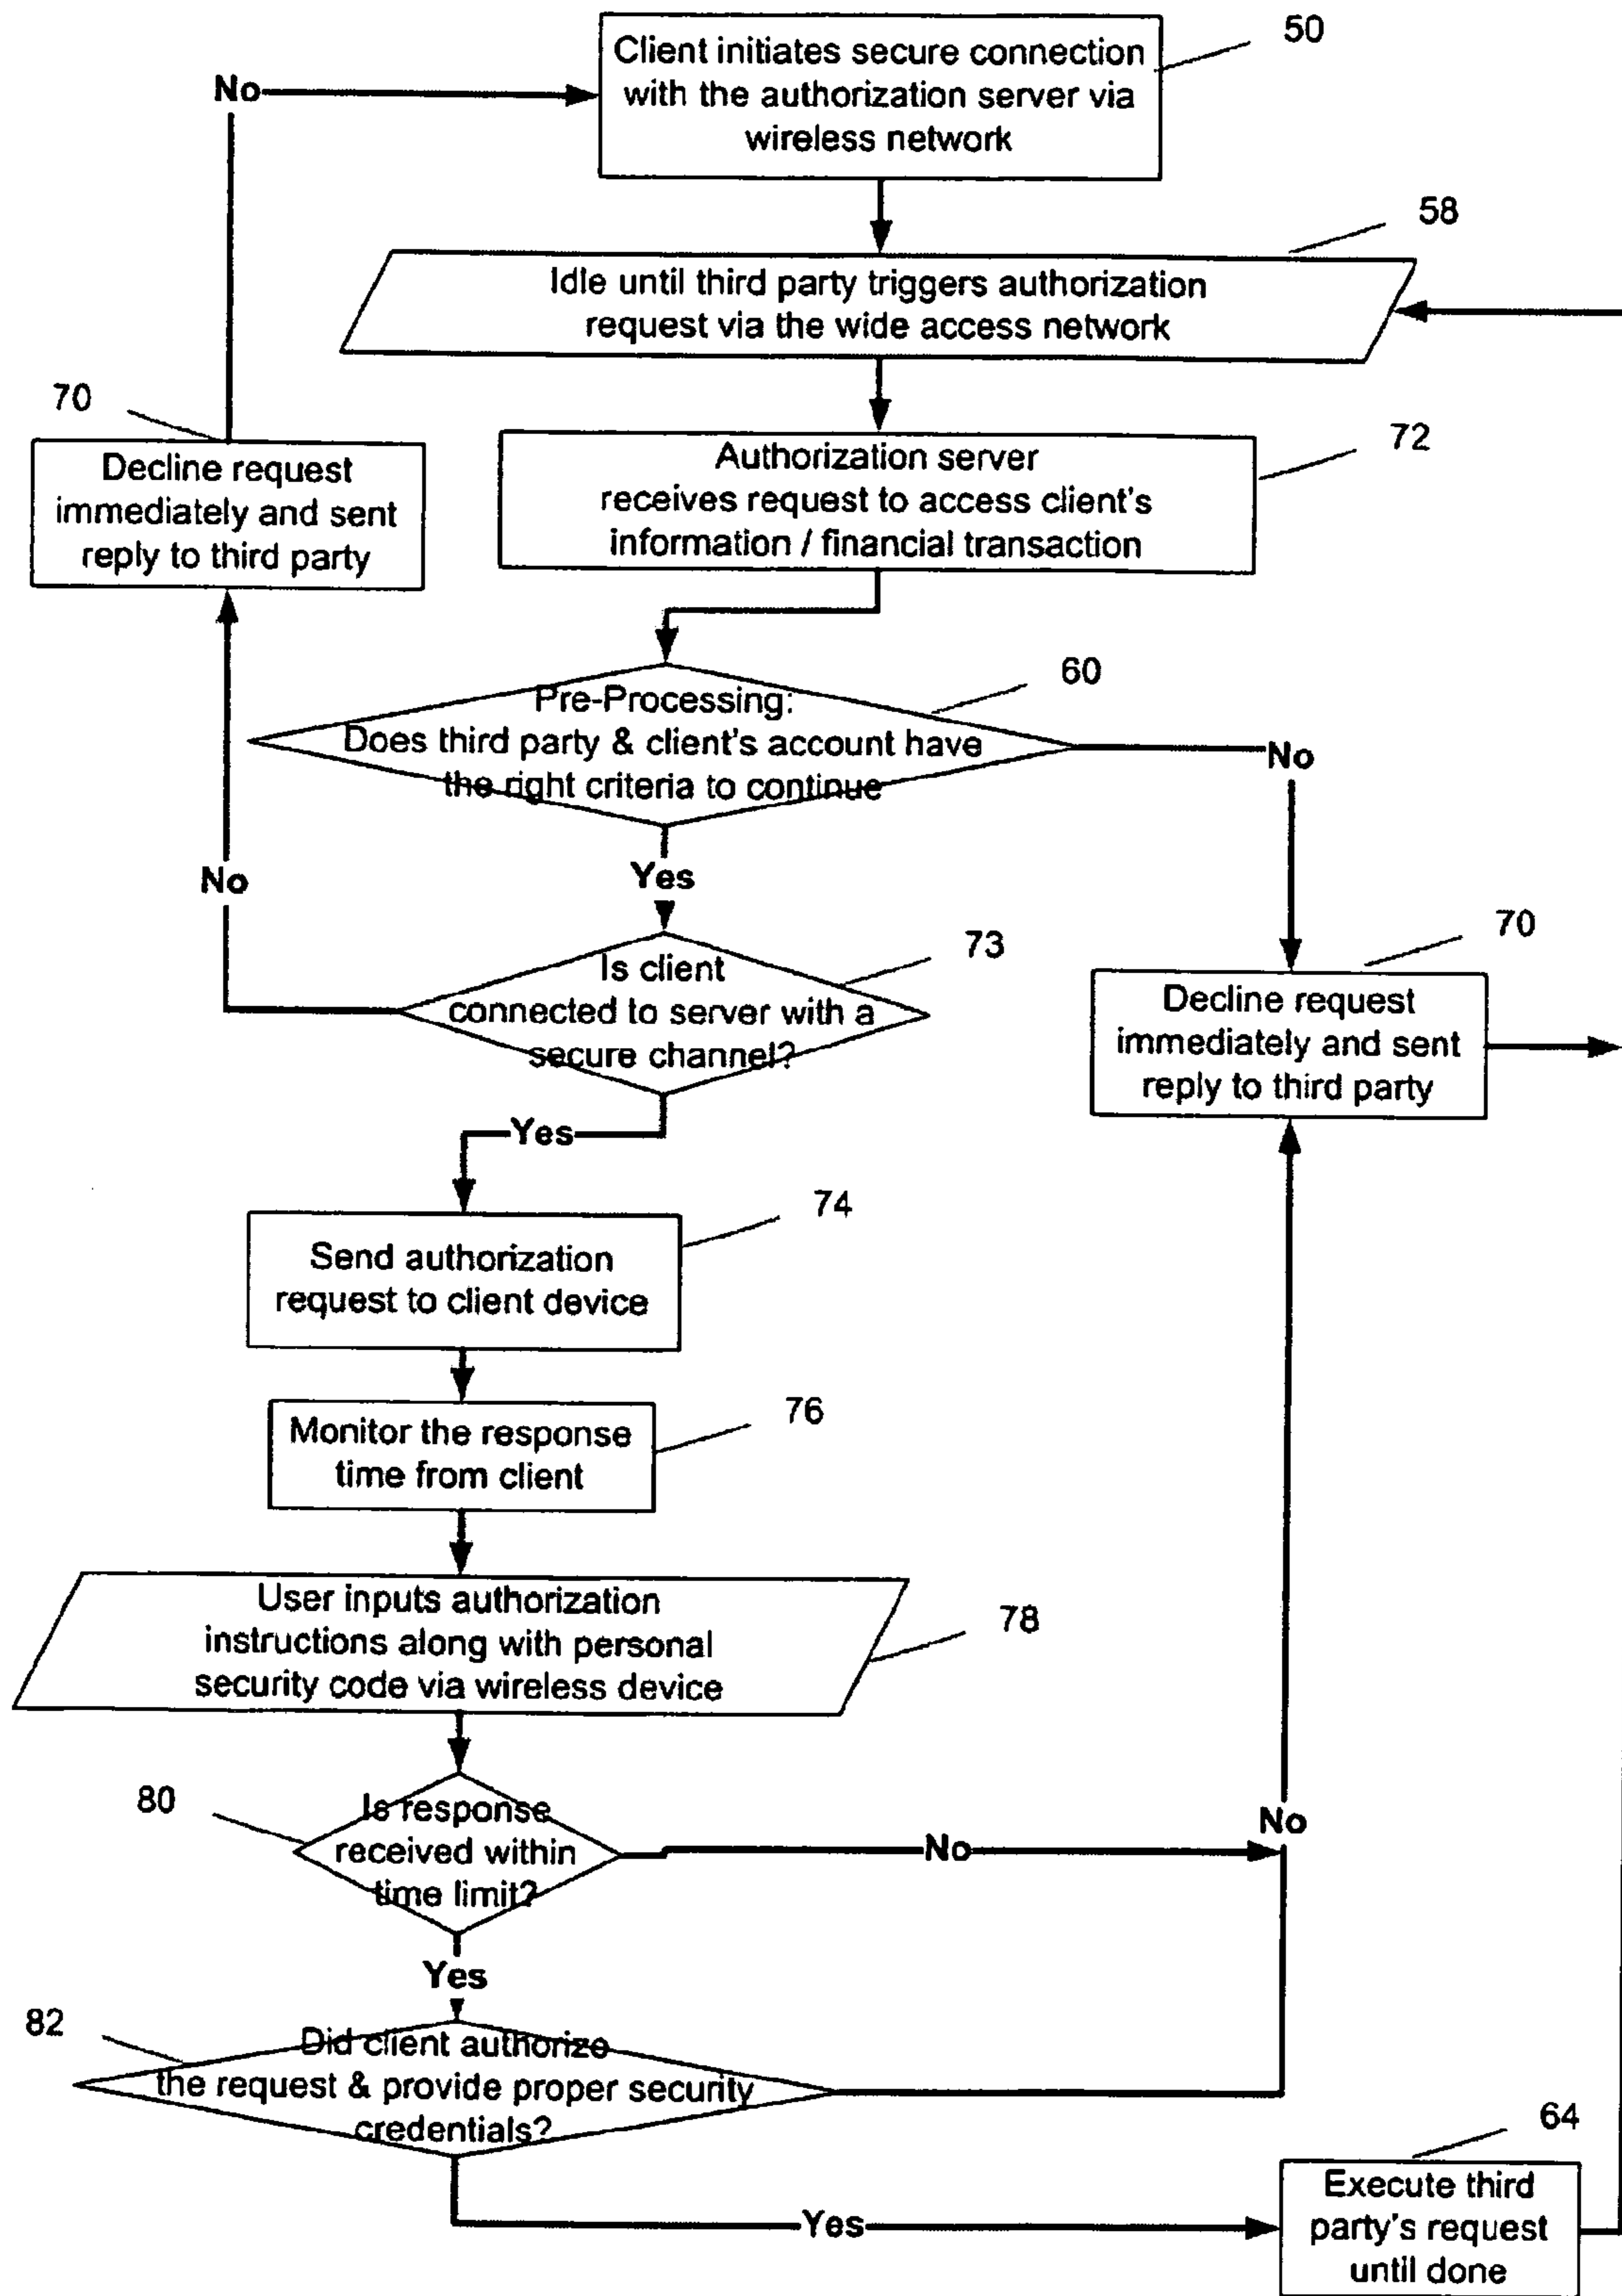 50
Client initiates secure connection
with the authorization server via
wireless network
No
58
Idle until third party triggers authorization
request via the wide access network
70
Decline request
immediately and sent
reply to third party
72
Authorization server
receives request to access client's
information / financial transaction
60
Pre-Processing:
Does third party & client's account have
the right criteria to continue
No
Yes
No
73
Is client
connected to server with a
secure channel?
70
Decline request
immediately and sent
reply to third party
Yes
74
Send authorization
request to client device
76
Monitor the response
time from client
User inputs authorization
instructions along with personal
security code via wireless device
78
80
Is response
received within
time limit?
No
No
Yes
82
Did client authorize
the request & provide proper security
credentials?
64
Execute third
party's request
until done
Yes